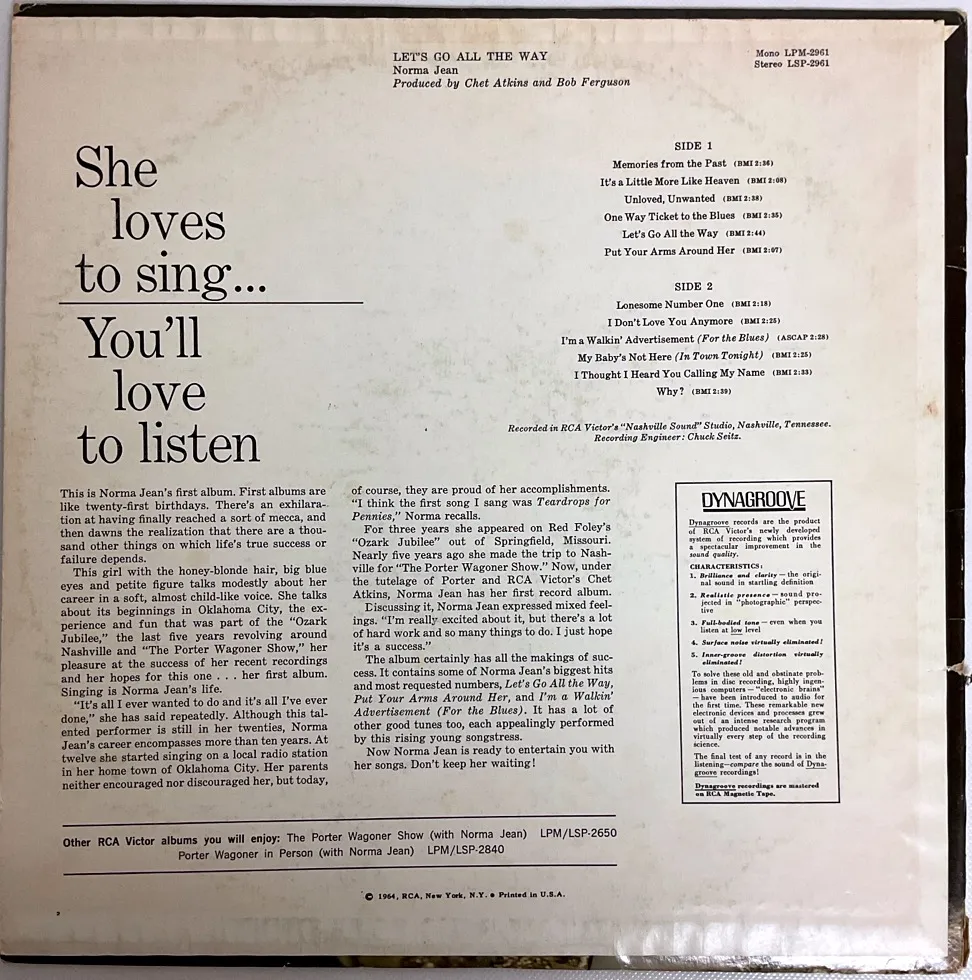 LET'S GO ALL THE WAY
Norma Jean
Produced by Chet Atkins and Bob Ferguson
Mono LPM-2961
Stereo LSP-2961
She
loves
to sing...
You'll
love
to listen
SIDE 1
Memories from the Past (BMI 2:36)
It's a Little More Like Heaven (BMI 2:08)
Unloved, Unwanted (BMI 2:38)
One Way Ticket to the Blues (BMI 2:35)
Let's Go All the Way (BMI 2:44)
Put Your Arms Around Her (BMI 2:07)
SIDE 2
Lonesome Number One (BMI 2:18)
I Don't Love You Anymore (BMI 2:25)
I'm a Walkin' Advertisement (For the Blues) (ASCAP 2:28)
My Baby's Not Here (In Town Tonight) (BMI 2:25)
I Thought I Heard You Calling My Name (BMI 2:33)
Why? (BMI 2:39)
Recorded in RCA Victor's "Nashville Sound" Studio, Nashville, Tennessee.
Recording Engineer: Chuck Seitz.
This is Norma Jean's first album. First albums are
like twenty-first birthdays. There's an exhilara-
tion at having finally reached a sort of mecca, and
then dawns the realization that there are a thou-
sand other things on which life's true success or
failure depends.
This girl with the honey-blonde hair, big blue
eyes and petite figure talks modestly about her
career in a soft, almost child-like voice. She talks
about its beginnings in Oklahoma City, the ex-
perience and fun that was part of the "Ozark
Jubilee," the last five years revolving around
Nashville and "The Porter Wagoner Show," her
pleasure at the success of her recent recordings
and her hopes for this one . . . her first album.
Singing is Norma Jean's life.
"It's all I ever wanted to do and it's all I've ever
done," she has said repeatedly. Although this tal-
ented performer is still in her twenties, Norma
Jean's career encompasses more than ten years. At
twelve she started singing on a local radio station
in her home town of Oklahoma City. Her parents
neither encouraged nor discouraged her, but today,
of course, they are proud of her accomplishments.
"I think the first song I sang was Teardrops for
Pennies," Norma recalls.
For three years she appeared on Red Foley's
"Ozark Jubilee" out of Springfield, Missouri.
Nearly five years ago she made the trip to Nash-
ville for "The Porter Wagoner Show." Now, under
the tutelage of Porter and RCA Victor's Chet
Atkins, Norma Jean has her first record album.
Discussing it, Norma Jean expressed mixed feel-
ings. "I'm really excited about it, but there's a lot
of hard work and so many things to do. I just hope
it's a success."
The album certainly has all the makings of suc-
cess. It contains some of Norma Jean's biggest hits
and most requested numbers, Let's Go All the Way,
Put Your Arms Around Her, and I'm a Walkin'
Advertisement (For the Blues). It has a lot of
other good tunes too, each appealingly performed
by this rising young songstress.
Now Norma Jean is ready to entertain you with
her songs. Don't keep her waiting!
DYNAGROOVE
Dynagroove records are the product
of RCA Victor's newly developed
system of recording which provides
a spectacular improvement in the
sound quality.
CHARACTERISTICS:
1. Brilliance and clarity — the origi-
nal sound in startling definition
2. Realistic presence — sound pro-
jected in "photographic" perspec-
tive
3. Full-bodied tone — even when you
listen at low level
4. Surface noise virtually eliminated!
5. Inner-groove distortion virtually
eliminated!
To solve these old and obstinate prob-
lems in disc recording, highly ingen-
ious computers — "electronic brains"
— have been introduced to audio for
the first time. These remarkable new
electronic devices and processes grew
out of an intense research program
which produced notable advances in
virtually every step of the recording
science.
The final test of any record is in the
listening—compare the sound of Dyna-
groove recordings!
Dynagroove recordings are mastered
on RCA Magnetic Tape.
Other RCA Victor albums you will enjoy: The Porter Wagoner Show (with Norma Jean) LPM/LSP-2650
Porter Wagoner in Person (with Norma Jean) LPM/LSP-2840
© 1964, RCA, New York, N.Y. • Printed in U.S.A.